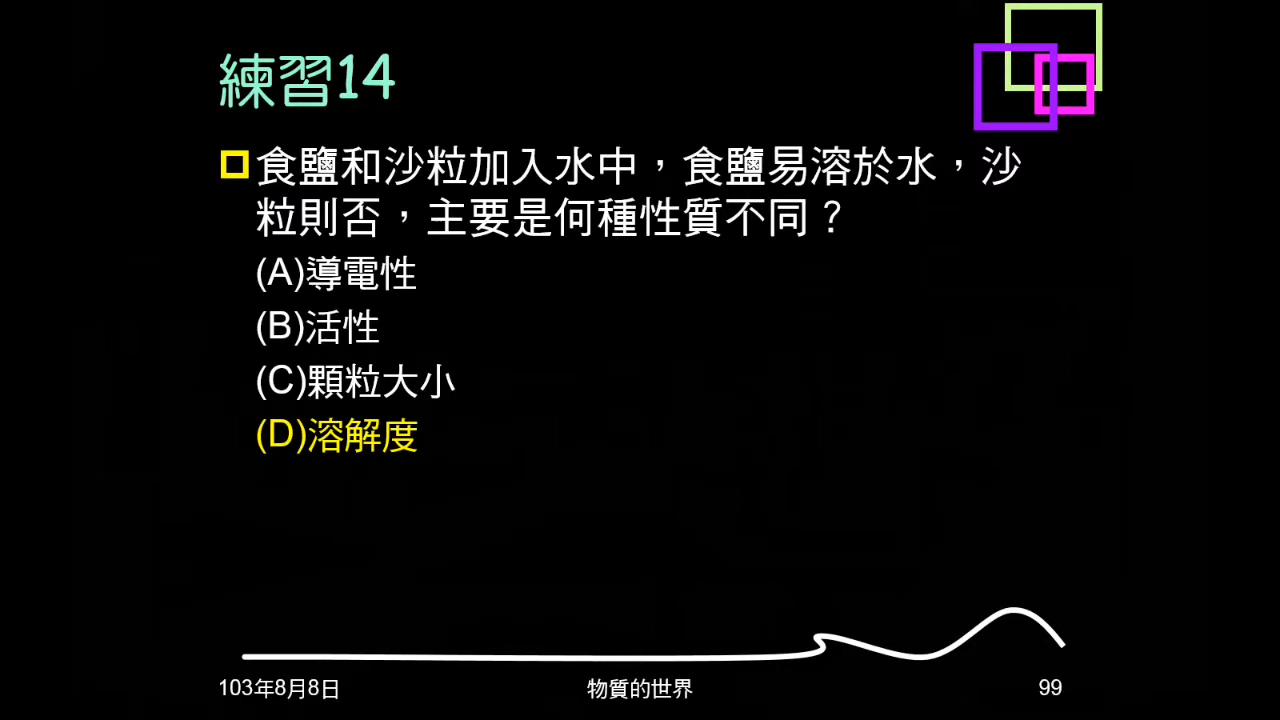 練習14
食鹽和沙粒加入水中，食鹽易溶於水，沙
粒則否，主要是何種性質不同？
(A)導電性
(B)活性
(C)顆粒大小
(D)溶解度
103年8月8日
物質的世界
99